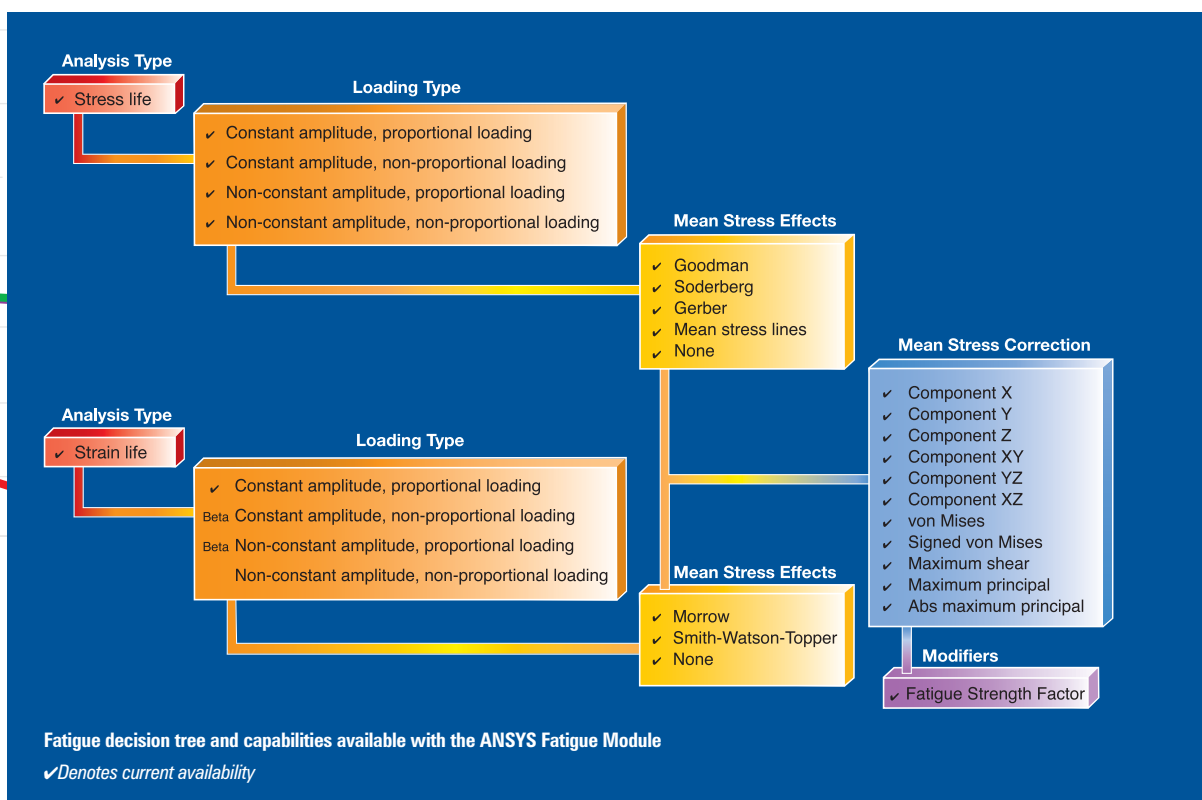 Analysis Type
✔ Stress life
Loading Type
✔ Constant amplitude, proportional loading
✔ Constant amplitude, non-proportional loading
✔ Non-constant amplitude, proportional loading
✔ Non-constant amplitude, non-proportional loading
Mean Stress Effects
✔ Goodman
✔ Soderberg
✔ Gerber
✔ Mean stress lines
✔ None
Analysis Type
✔ Strain life
Loading Type
✔ Constant amplitude, proportional loading
Beta Constant amplitude, non-proportional loading
Beta Non-constant amplitude, proportional loading
Non-constant amplitude, non-proportional loading
Mean Stress Effects
✔ Morrow
✔ Smith-Watson-Topper
✔ None
Mean Stress Correction
✔ Component X
✔ Component Y
✔ Component Z
✔ Component XY
✔ Component YZ
✔ Component XZ
✔ von Mises
✔ Signed von Mises
✔ Maximum shear
✔ Maximum principal
✔ Abs maximum principal
Modifiers
✔ Fatigue Strength Factor
Fatigue decision tree and capabilities available with the ANSYS Fatigue Module
✔Denotes current availability